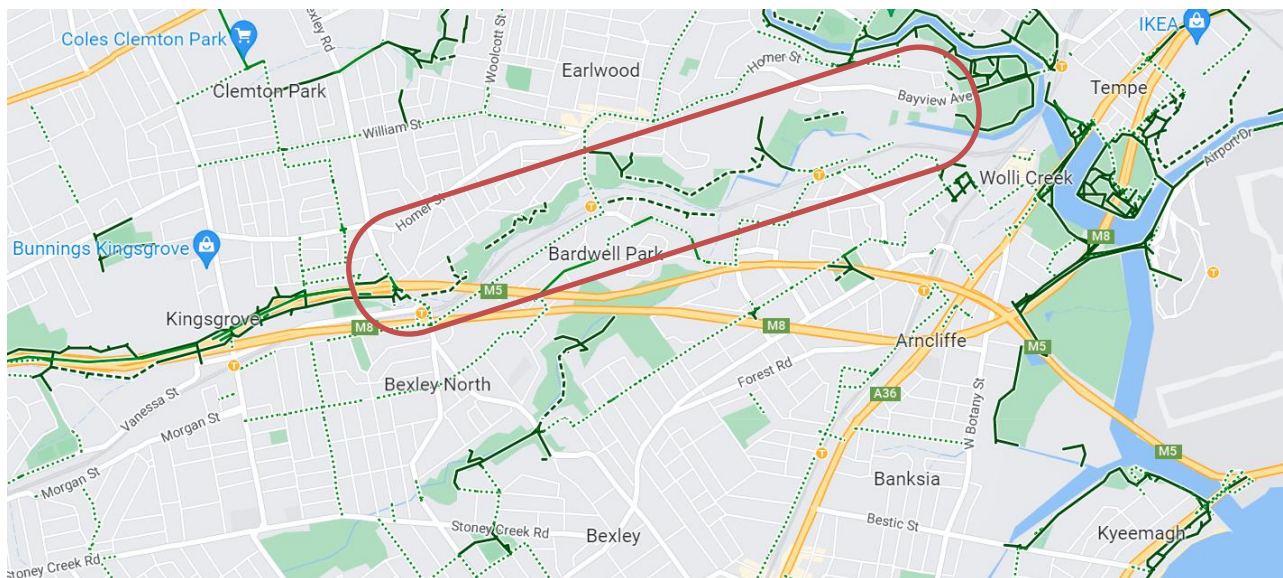 Coles Clemton Park
Bexley Rd
Woolcott St
Earlwood
Homer St
IKEA
Clemton Park
Bayview Ave
Tempe
William St
Airport Dr
Wolli Creek
Homer St
Bunnings Kingsgrove
Bardwell Park
M8
M5
Kingsgrove
M8
M8
Arncliffe
M5
Vanessa St
Bexley North
Forest Rd
A36
W Botany St
Morgan St
M5
Morgan St
Banksia
Stoney Creek Rd
Bexley
Bestic St
Kyeemagh
Stoney Creek Rd